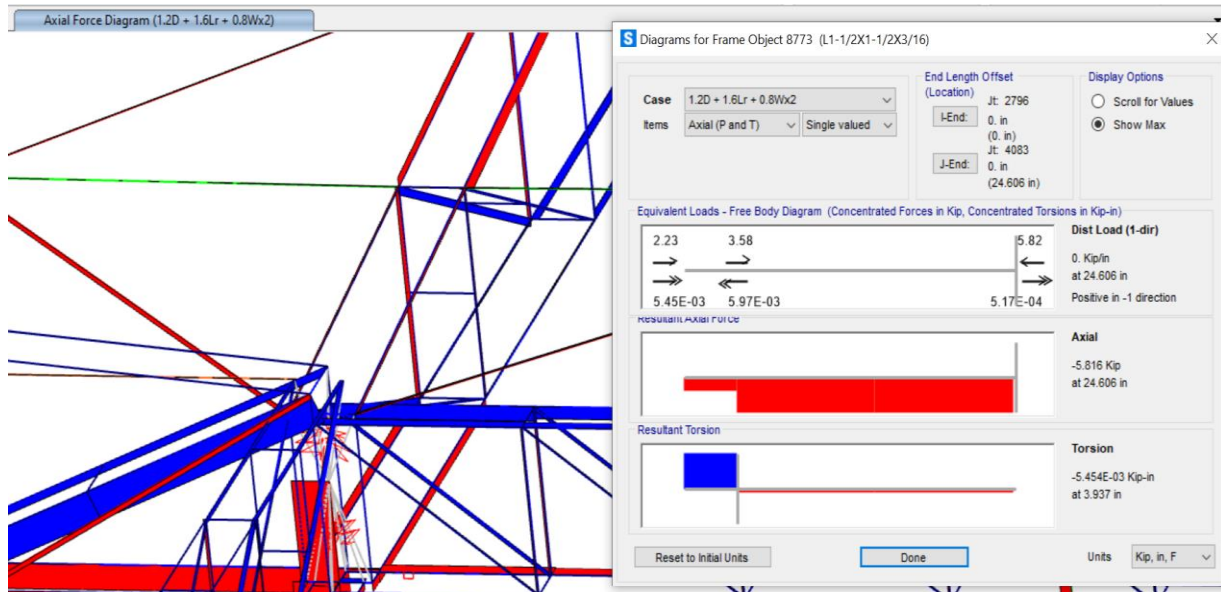 Axial Force Diagram (1.2D + 1.6Lr + 0.8Wx2)
S Diagrams for Frame Object 8773 (L1-1/2X1-1/2X3/16)
Case 1.2D + 1.6Lr + 0.8Wx2
Items Axial (P and T) Single valued
End Length Offset
(Location)
Jt: 2796
I-End: 0. in
(0. in)
Jt: 4083
J-End: 0. in
(24.606 in)
Display Options
Scroll for Values
Show Max
Equivalent Loads - Free Body Diagram (Concentrated Forces in Kip, Concentrated Torsions in Kip-in)
2.23 3.58 5.82
5.45E-03 5.97E-03 5.17E-04
Dist Load (1-dir)
0. Kip/in
at 24.606 in
Positive in -1 direction
Resultant Axial Force
Axial
-5.816 Kip
at 24.606 in
Resultant Torsion
Torsion
-5.454E-03 Kip-in
at 3.937 in
Reset to Initial Units Done Units Kip, in, F